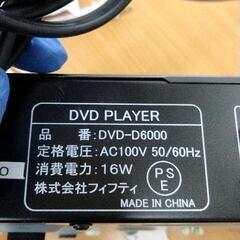 DVD PLAYER
品 番:DVD-D6000
定格電圧:AC100V 50/60Hz
消費電力:16W
株式会社フィフティ
PS
E
MADE IN CHINA